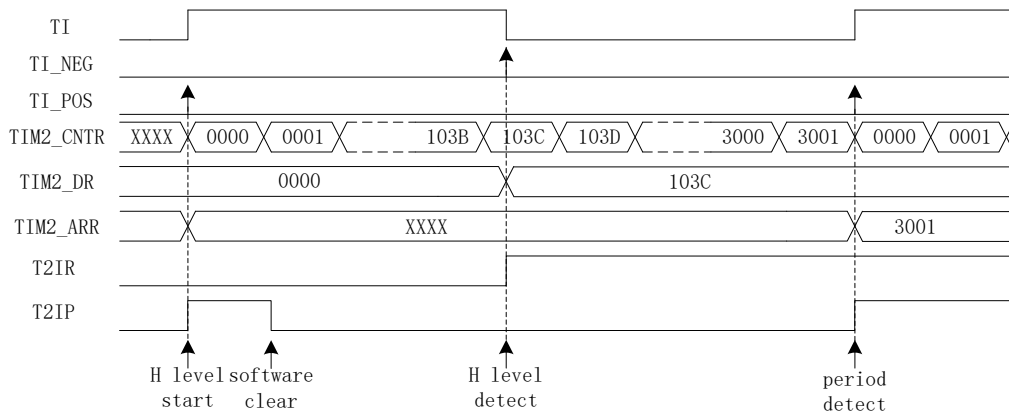 TI
TI_NEG
TI_POS
TIM2_CNTR XXXX 0000 0001 103B 103C 103D 3000 3001 0000 0001
TIM2_DR 0000 103C
TIM2_ARR XXXX 3001
T2IR
T2IP
H level start
software clear
H level detect
period detect